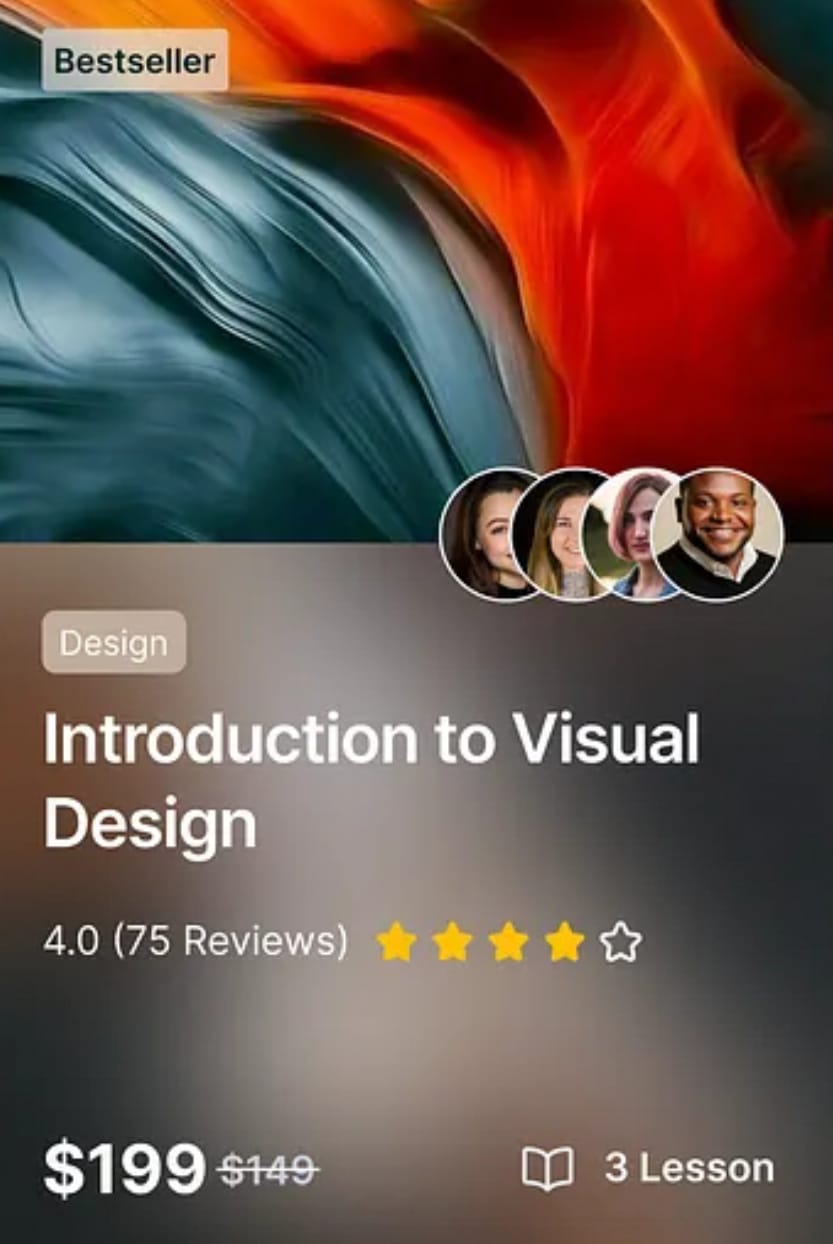 Bestseller
Design
Introduction to Visual
Design
4.0 (75 Reviews)
$199 $149
3 Lesson